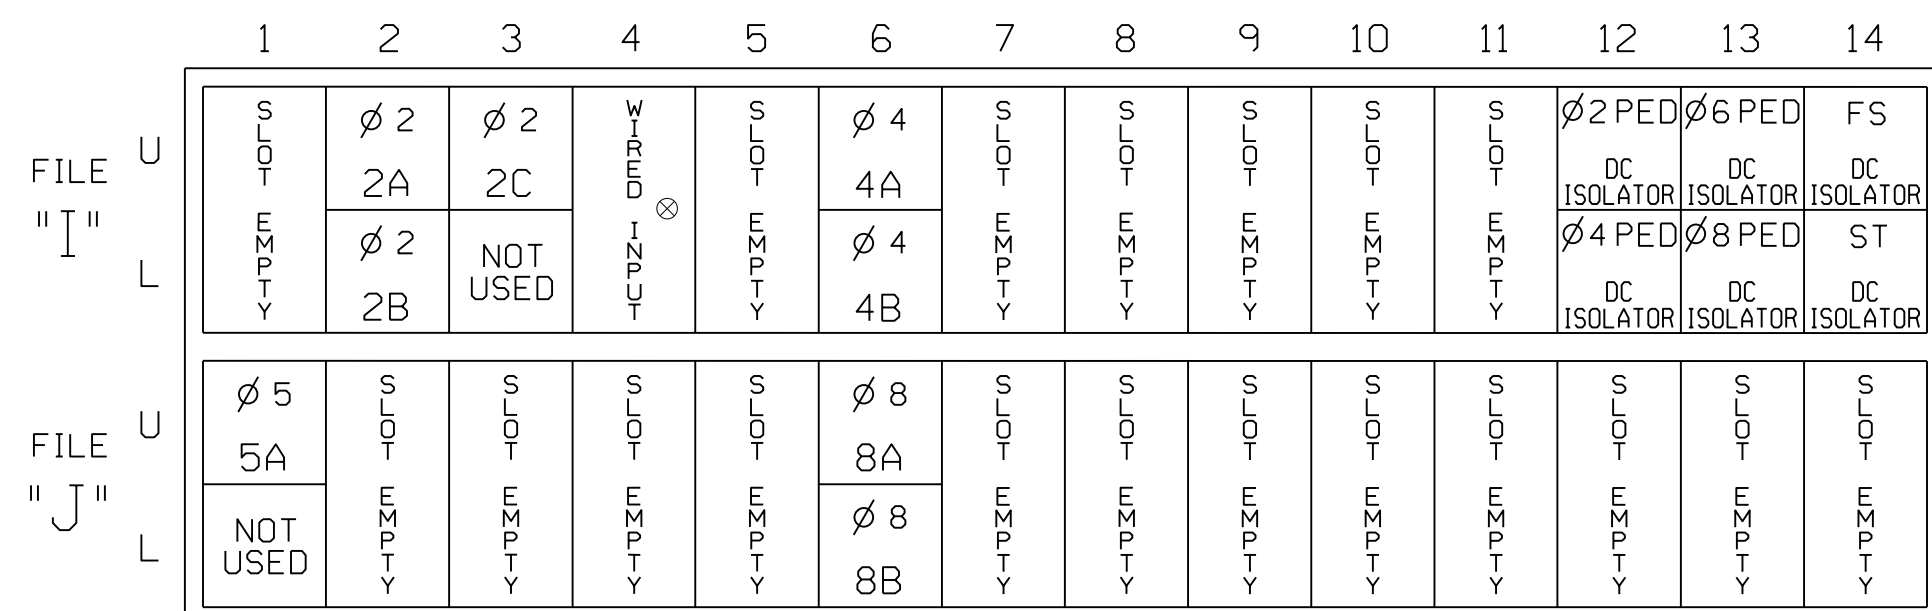 1 2 3 4 5 6 7 8 9 10 11 12 13 14
FILE "I"
U
L
SLOT EMPTY
Ø 2
2A
Ø 2
2B
Ø 2
2C
NOT
USED
WIRED INPUT ⊗
SLOT EMPTY
Ø 4
4A
Ø 4
4B
SLOT EMPTY
SLOT EMPTY
SLOT EMPTY
SLOT EMPTY
SLOT EMPTY
Ø2 PED
DC
ISOLATOR
Ø4 PED
DC
ISOLATOR
Ø6 PED
DC
ISOLATOR
Ø8 PED
DC
ISOLATOR
FS
DC
ISOLATOR
ST
DC
ISOLATOR
FILE "J"
U
L
Ø 5
5A
NOT
USED
SLOT EMPTY
SLOT EMPTY
SLOT EMPTY
SLOT EMPTY
Ø 8
8A
Ø 8
8B
SLOT EMPTY
SLOT EMPTY
SLOT EMPTY
SLOT EMPTY
SLOT EMPTY
SLOT EMPTY
SLOT EMPTY
SLOT EMPTY